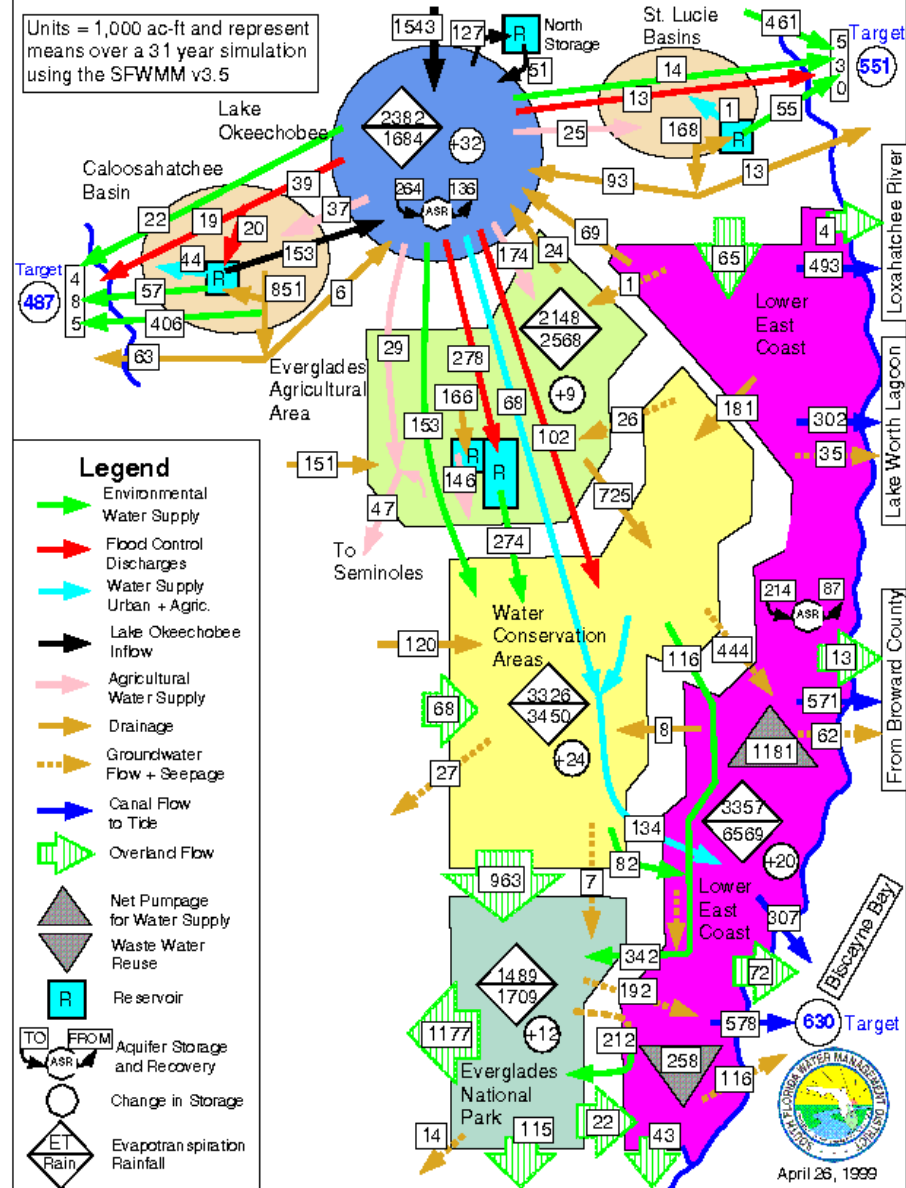 Units = 1,000 ac-ft and represent
means over a 31 year simulation
using the SFWMM v3.5
1543
127
R
North
Storage
51
St. Lucie
Basins
461
Target
530
551
14
13
1
55
25
168
R
13
93
Lake
Okeechobee
2382
1684
+32
264
136
ASR
Caloosahatchee
Basin
39
37
22
19
20
153
44
R
57
851
6
406
63
Target
487
485
69
24
174
1
65
4
493
Loxahatchee River
Lower
East
Coast
2148
2568
+9
Everglades
Agricultural
Area
29
278
166
68
153
102
26
181
302
35
Lake Worth Lagoon
151
R
146
R
725
47
274
To
Seminoles
214
87
ASR
Water
Conservation
Areas
120
116
444
13
571
62
From Broward County
68
3326
3450
+24
8
1181
27
3357
6569
+20
134
82
7
963
Lower
East
Coast
307
Biscayne Bay
342
72
1489
1709
192
+12
1177
212
578
630
Target
258
116
Everglades
National
Park
22
14
115
43
SOUTH FLORIDA WATER MANAGEMENT DISTRICT
April 26, 1999
Legend
Environmental
Water Supply
Flood Control
Discharges
Water Supply
Urban + Agric.
Lake Okeechobee
Inflow
Agricultural
Water Supply
Drainage
Groundwater
Flow + Seepage
Canal Flow
to Tide
Overland Flow
Net Pumpage
for Water Supply
Waste Water
Reuse
R
Reservoir
TO
FROM
ASR
Aquifer Storage
and Recovery
Change in Storage
ET
Rain
Evapotranspiration
Rainfall